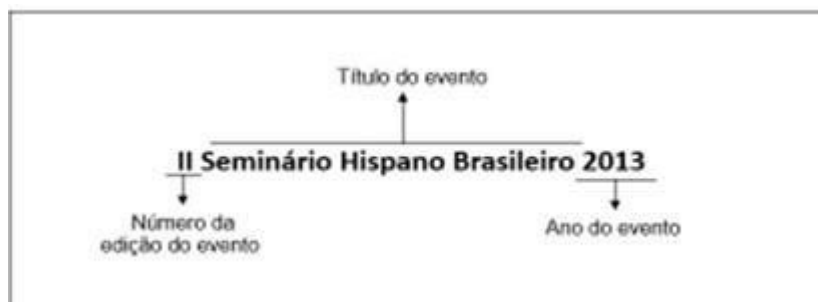 Título do evento
II Seminário Hispano Brasileiro 2013
Número da
edição do evento
Ano do evento